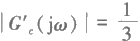 | G'c(jω) | = 1/3